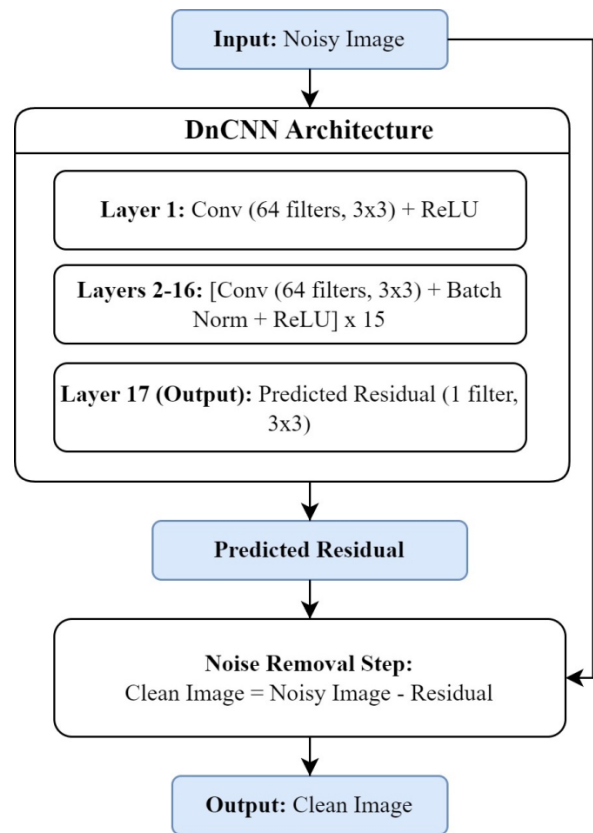 Input: Noisy Image
DnCNN Architecture
Layer 1: Conv (64 filters, 3x3) + ReLU
Layers 2-16: [Conv (64 filters, 3x3) + Batch
Norm + ReLU] x 15
Layer 17 (Output): Predicted Residual (1 filter,
3x3)
Predicted Residual
Noise Removal Step:
Clean Image = Noisy Image - Residual
Output: Clean Image